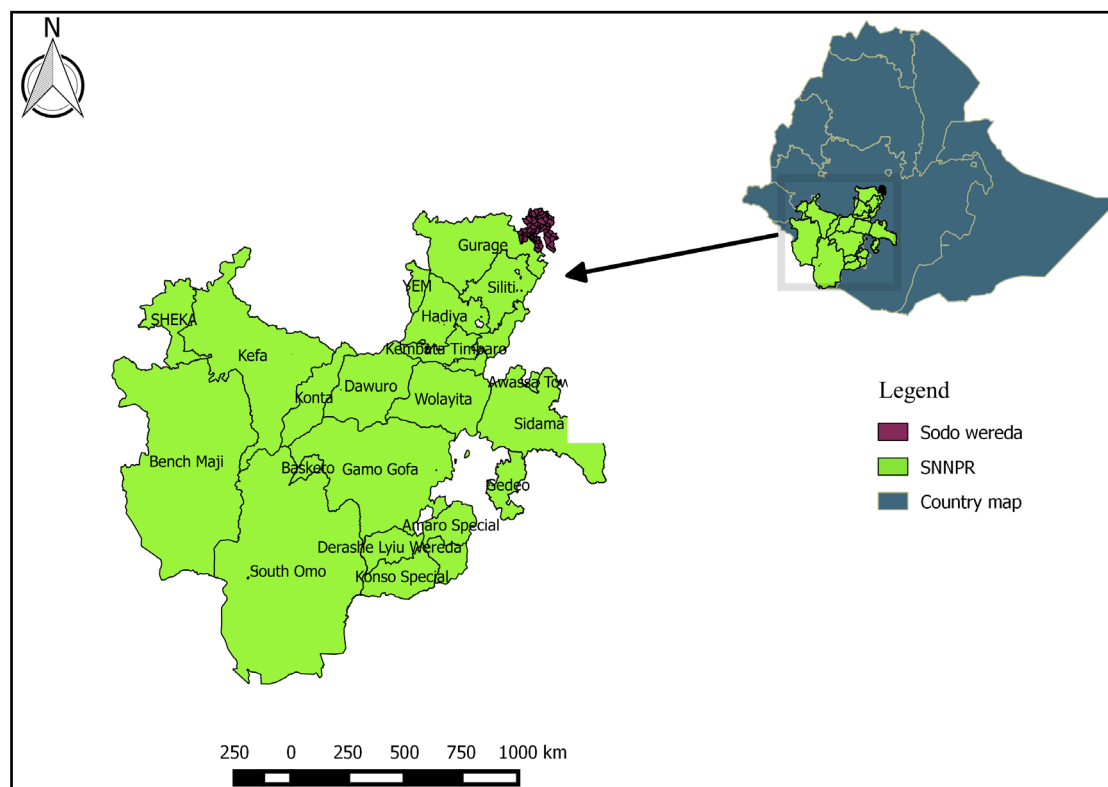 N
Gurage
YEM
Siliti
SHEKA
Hadiya
Kefa
Kembata Timbaro
Dawuro
Awassa Tow
Konta
Wolayita
Sidama
Bench Maji
Basketo
Gamo Gofa
Gedeo
Amaro Special
Derashe Lyiu Wereda
South Omo
Konso Special
Legend
Sodo wereda
SNNPR
Country map
250 0 250 500 750 1000 km